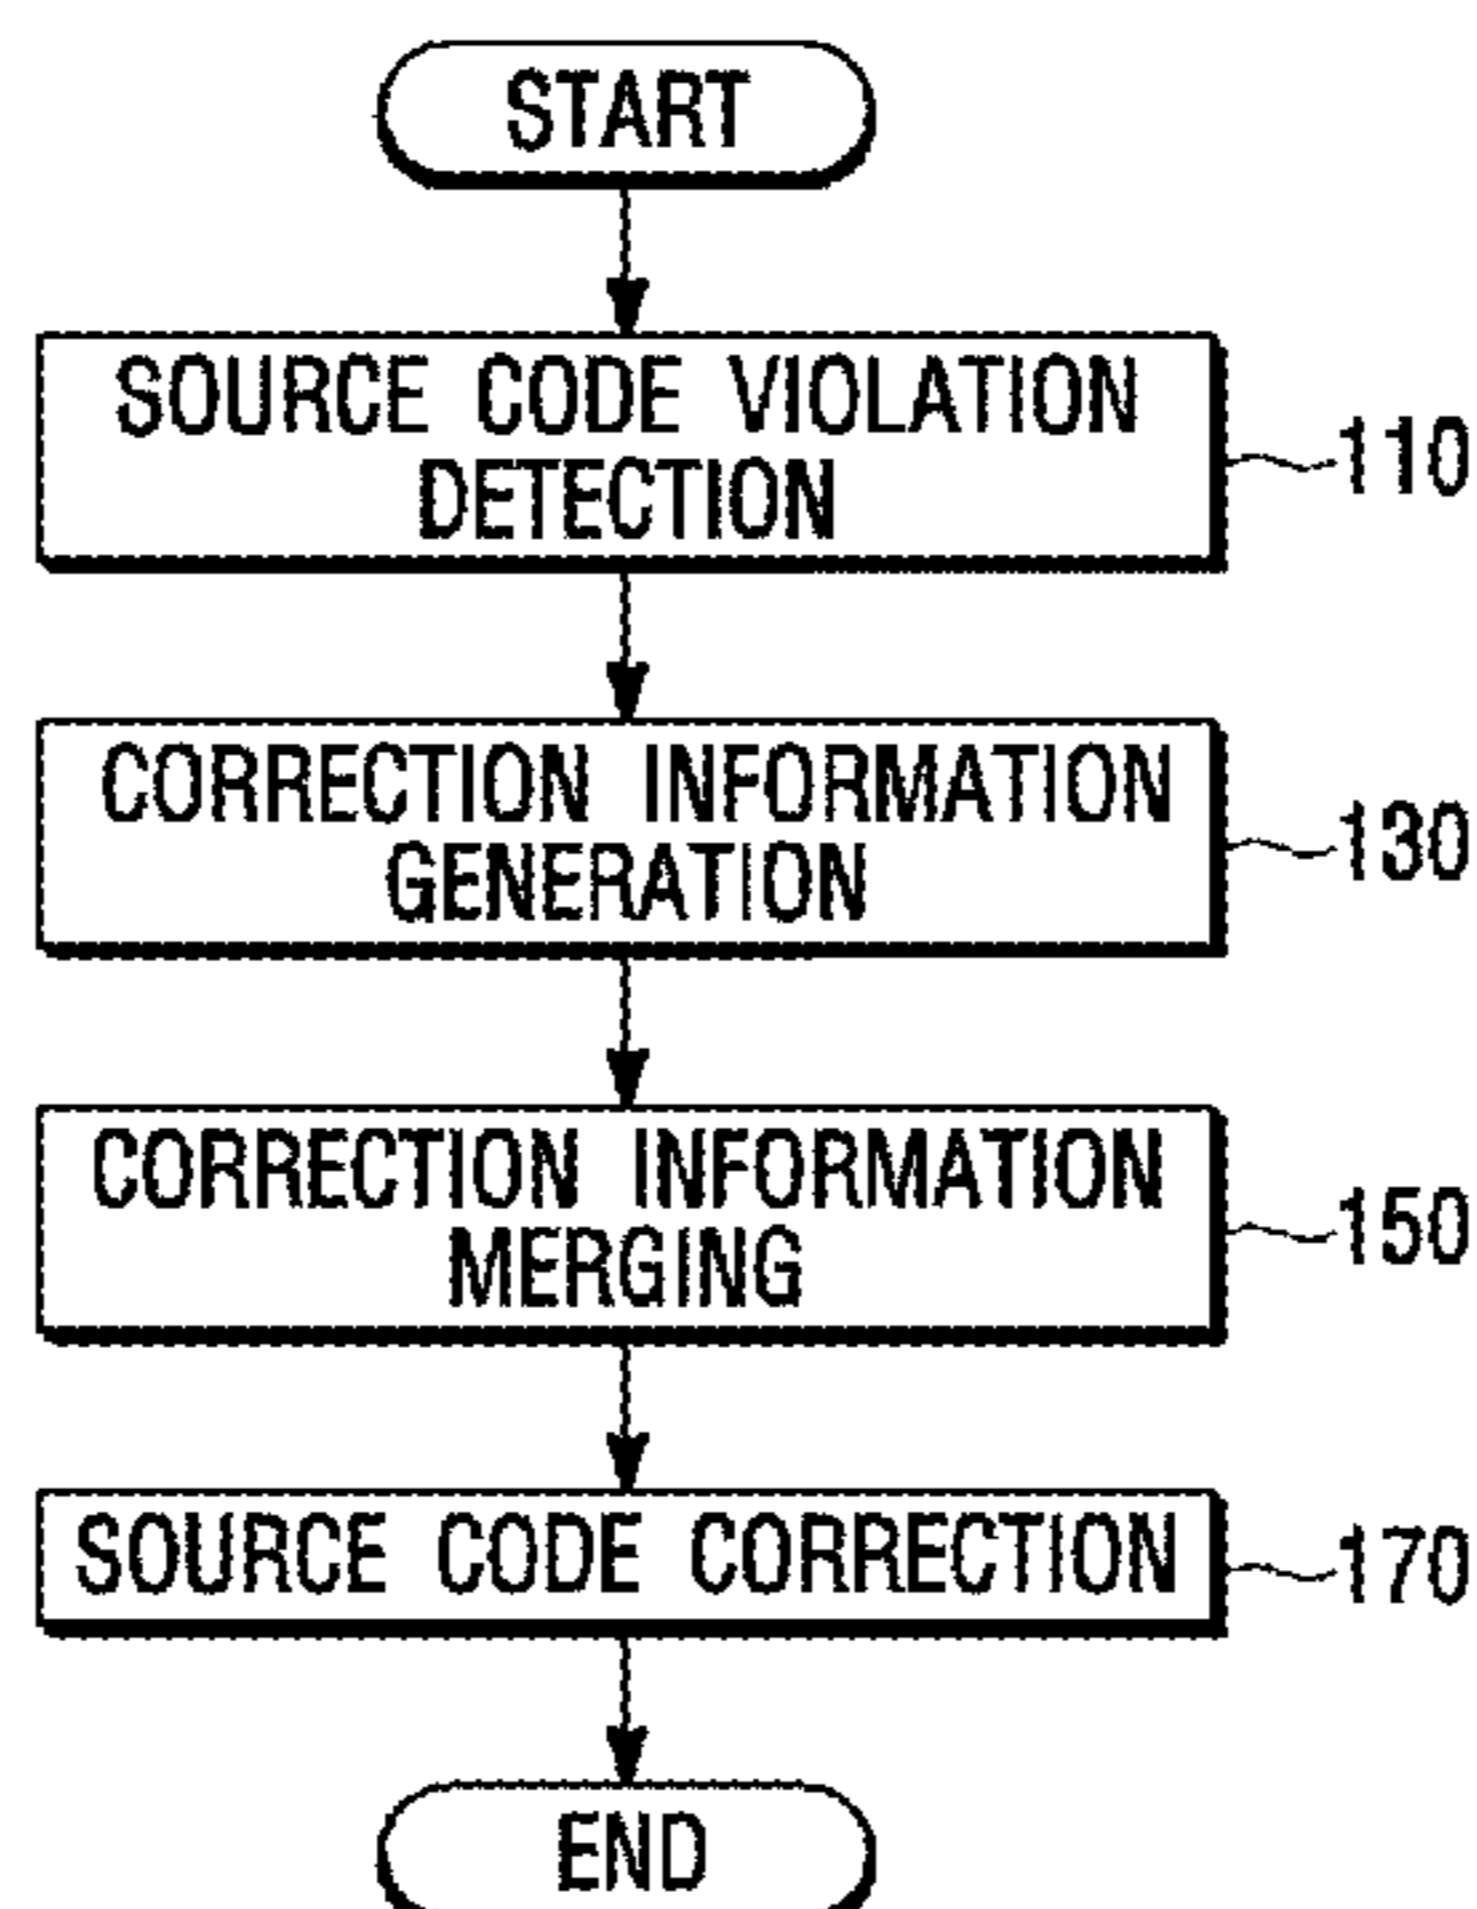 START
SOURCE CODE VIOLATION
DETECTION
110
CORRECTION INFORMATION
GENERATION
130
CORRECTION INFORMATION
MERGING
150
SOURCE CODE CORRECTION
170
END